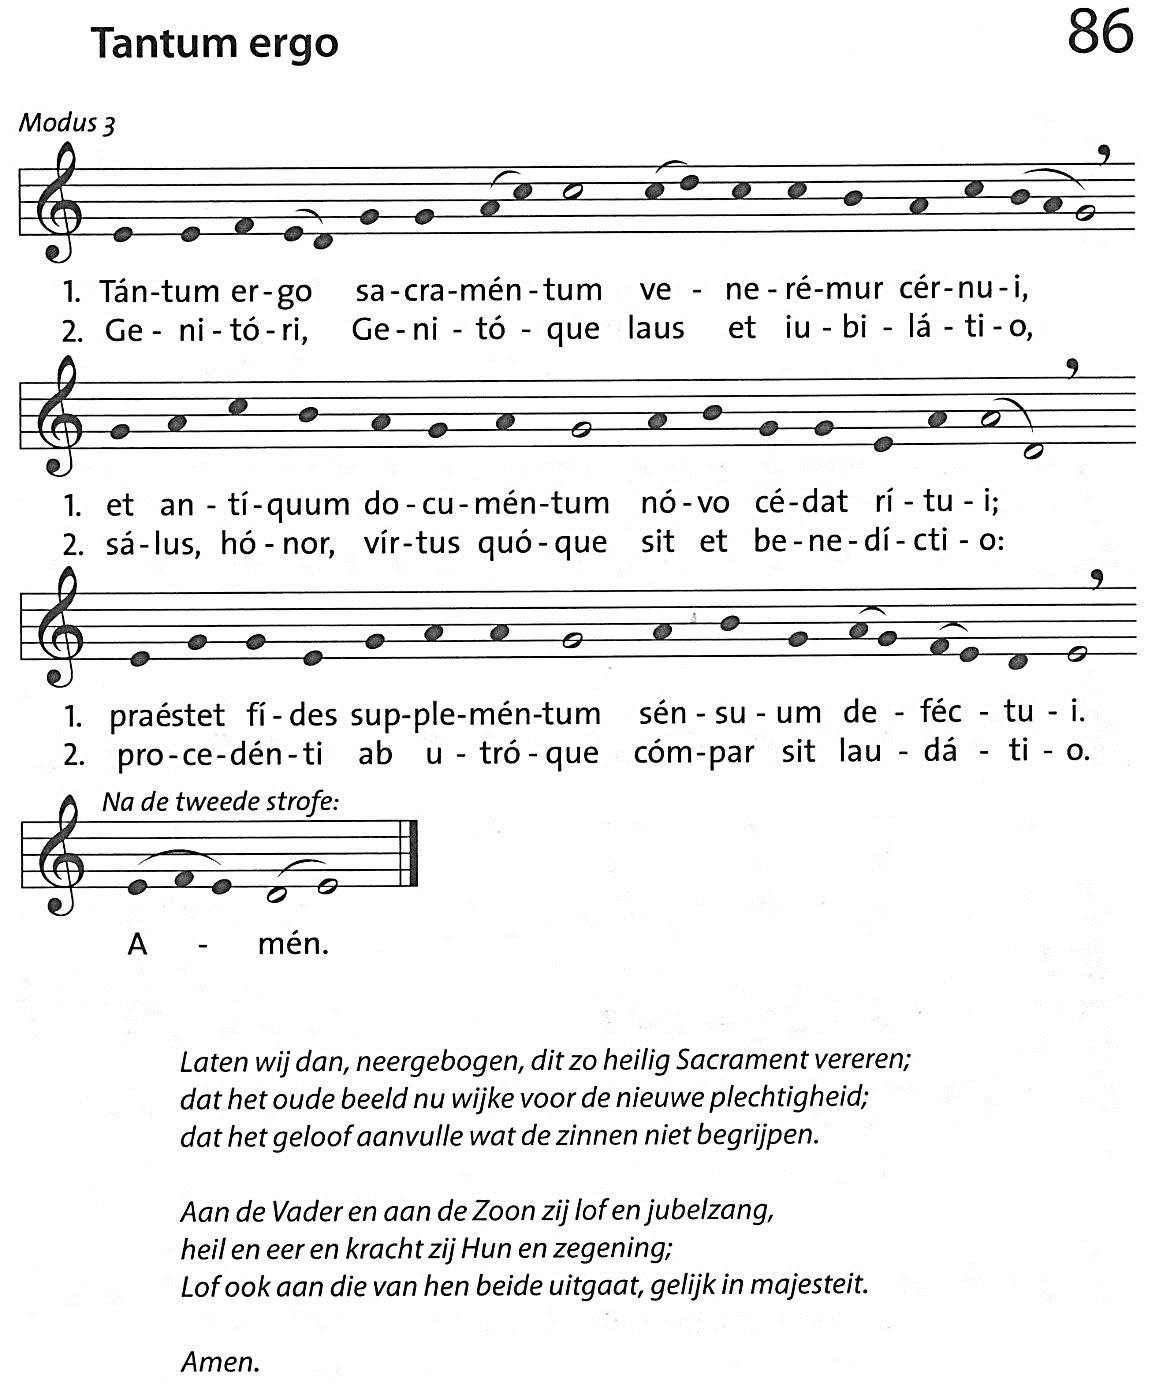 Tantum ergo 86
Modus 3
1. Tán-tum er-go sa-cra-mén-tum ve - ne-ré-mur cér-nu-i,
2. Ge - ni-tó-ri, Ge-ni-tó-que laus et iu-bi-lá-ti-o,
1. et an-tí-quum do-cu-mén-tum nó-vo cé-dat rí-tu-i;
2. sá-lus, hó-nor, vír-tus quó-que sit et be-ne-dí-cti-o:
1. praéstet fí-des sup-ple-mén-tum sén-su-um de-féc-tu-i.
2. pro-ce-dén-ti ab u-tró-que cóm-par sit lau-dá-ti-o.
Na de tweede strofe:
A - mén.
Laten wij dan, neergebogen, dit zo heilig Sacrament vereren;
dat het oude beeld nu wijke voor de nieuwe plechtigheid;
dat het geloof aanvulle wat de zinnen niet begrijpen.
Aan de Vader en aan de Zoon zij lof en jubelzang,
heil en eer en kracht zij Hun en zegening;
Lof ook aan die van hen beide uitgaat, gelijk in majesteit.
Amen.